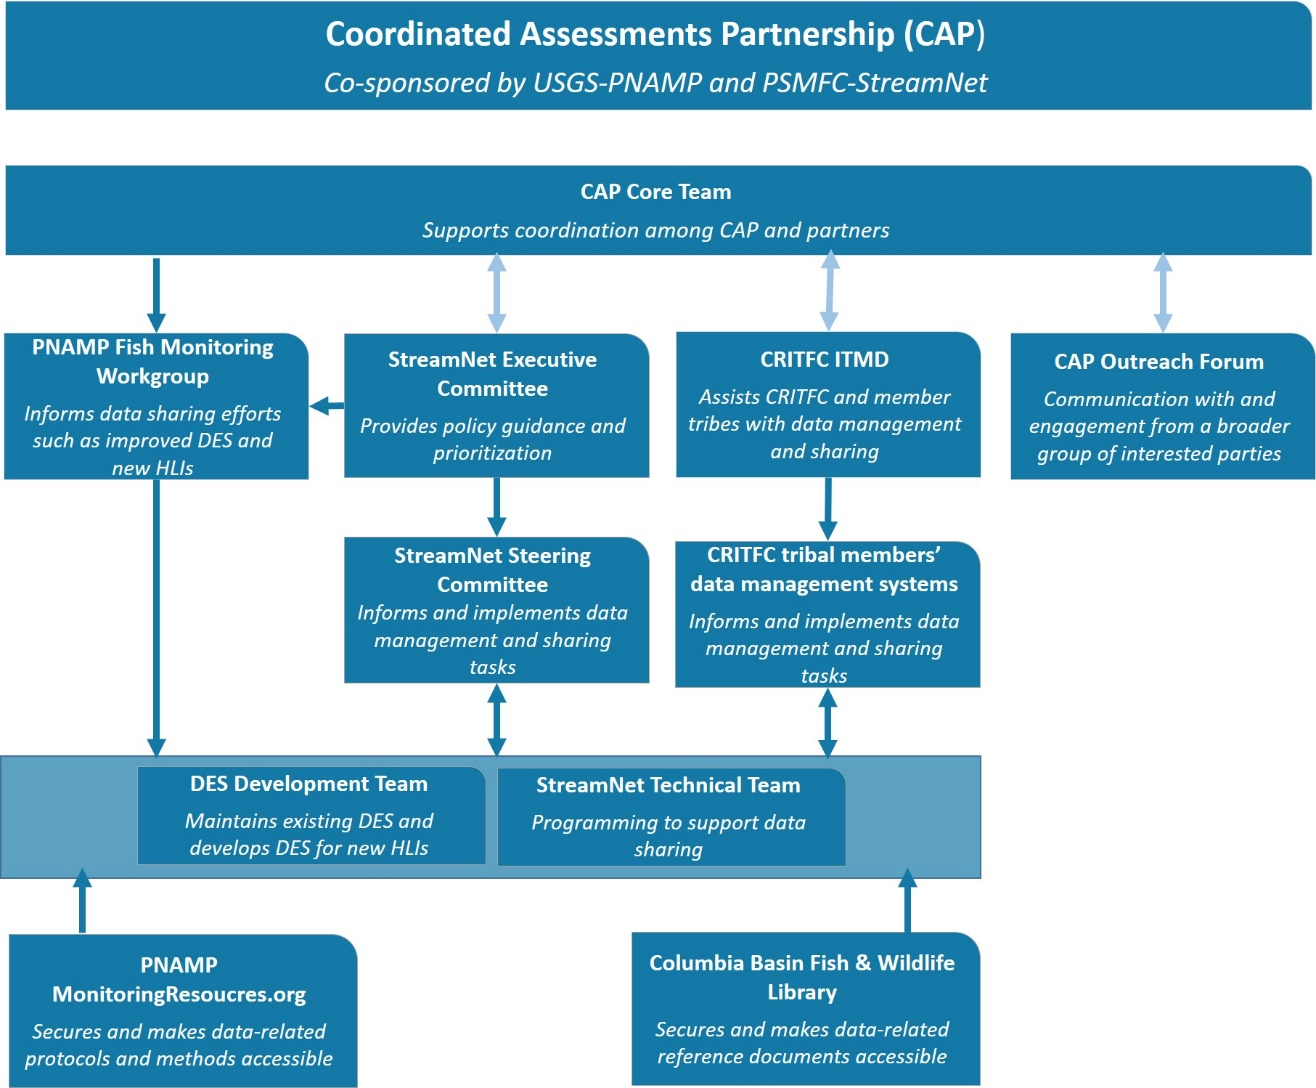 Coordinated Assessments Partnership (CAP)
Co-sponsored by USGS-PNAMP and PSMFC-StreamNet
CAP Core Team
Supports coordination among CAP and partners
PNAMP Fish Monitoring
Workgroup
Informs data sharing efforts
such as improved DES and
new HLIs
StreamNet Executive
Committee
Provides policy guidance and
prioritization
CRITFC ITMD
Assists CRITFC and member
tribes with data management
and sharing
CAP Outreach Forum
Communication with and
engagement from a broader
group of interested parties
StreamNet Steering
Committee
Informs and implements data
management and sharing
tasks
CRITFC tribal members’
data management systems
Informs and implements data
management and sharing
tasks
DES Development Team
Maintains existing DES and
develops DES for new HLIs
StreamNet Technical Team
Programming to support data
sharing
PNAMP
MonitoringResoucres.org
Secures and makes data-related
protocols and methods accessible
Columbia Basin Fish & Wildlife
Library
Secures and makes data-related
reference documents accessible